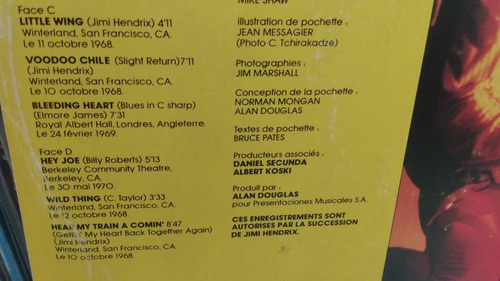 Face C
LITTLE WING (Jimi Hendrix) 4'11
Winterland, San Francisco, CA.
Le 11 octobre 1968.
VOODOO CHILE (Slight Return) 7'11
(Jimi Hendrix)
Winterland, San Francisco, CA.
Le 10 octobre 1968.
BLEEDING HEART (Blues in C sharp)
(Elmore James) 7'31
Royal Albert Hall, Londres, Angleterre.
Le 24 février 1969.
Face D
HEY JOE (Billy Roberts) 5'13
Berkeley Community Theatre,
Berkeley, CA.
Le 30 mai 1970.
WILD THING (C. Taylor) 3'33
Winterland, San Francisco, CA.
Le 12 octobre 1968.
HEAR MY TRAIN A COMIN' 8'47
(Gettin' My Heart Back Together Again)
(Jimi Hendrix)
Winterland, San Francisco, CA.
Le 10 octobre 1968.
MIKE SHAW
Illustration de pochette :
JEAN MESSAGIER
(Photo C. Tchirakadzé)
Photographies :
JIM MARSHALL
Conception de la pochette :
NORMAN MONGAN
ALAN DOUGLAS
Textes de pochette :
BRUCE PATES
Producteurs associés :
DANIEL SECUNDA
ALBERT KOSKI
Produit par :
ALAN DOUGLAS
pour Presentaciones Musicales S.A.
CES ENREGISTREMENTS SONT
AUTORISES PAR LA SUCCESSION
DE JIMI HENDRIX.